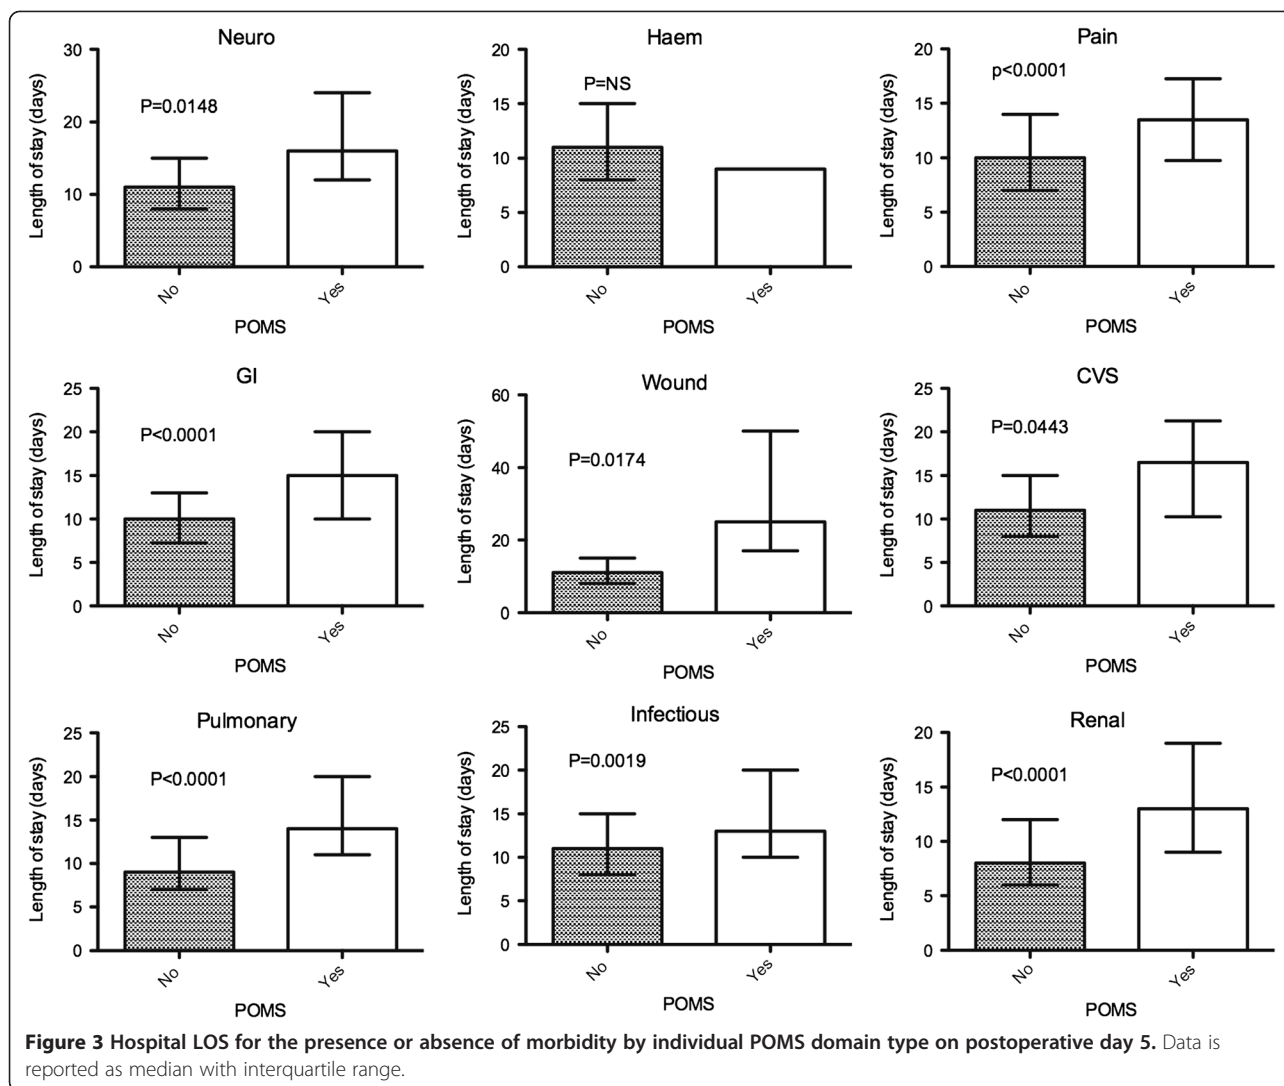 Neuro
30
20
10
0
Length of stay (days)
P=0.0148
No
Yes
POMS
Haem
20
15
10
5
0
Length of stay (days)
P=NS
No
Yes
POMS
Pain
20
15
10
5
0
Length of stay (days)
p<0.0001
No
Yes
POMS
GI
25
20
15
10
5
0
Length of stay (days)
P<0.0001
No
Yes
POMS
Wound
60
40
20
0
Length of stay (days)
P=0.0174
No
Yes
POMS
CVS
25
20
15
10
5
0
Length of stay (days)
P=0.0443
No
Yes
POMS
Pulmonary
25
20
15
10
5
0
Length of stay (days)
P<0.0001
No
Yes
POMS
Infectious
25
20
15
10
5
0
Length of stay (days)
P=0.0019
No
Yes
POMS
Renal
20
15
10
5
0
Length of stay (days)
P<0.0001
No
Yes
POMS
Figure 3 Hospital LOS for the presence or absence of morbidity by individual POMS domain type on postoperative day 5. Data is
reported as median with interquartile range.